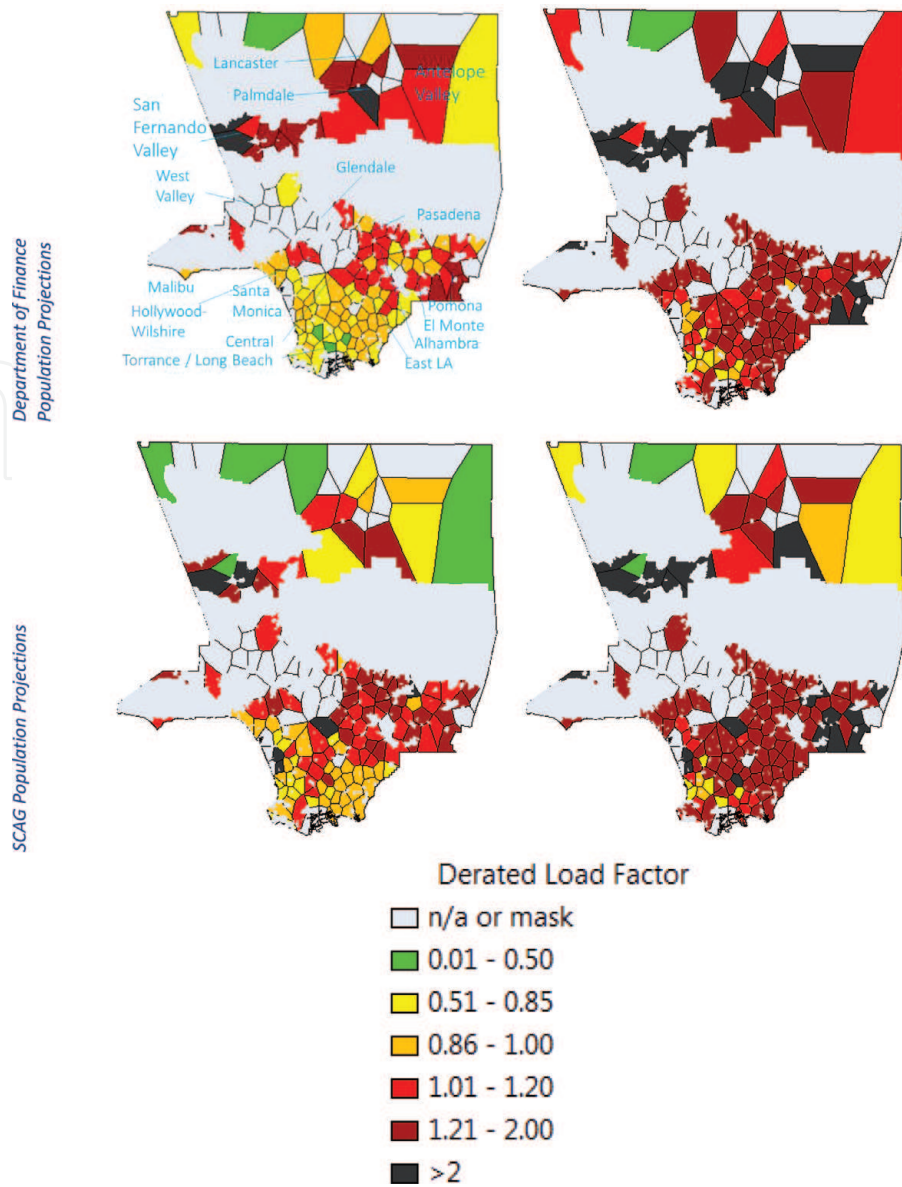 Department of Finance
Population Projections
Lancaster
Antelope
Valley
Palmdale
San
Fernando
Valley
West
Valley
Glendale
Pasadena
Malibu
Hollywood-
Wilshire
Santa
Monica
Central
Torrance / Long Beach
Pomona
El Monte
Alhambra
East LA
SCAG Population Projections
Derated Load Factor
n/a or mask
0.01 - 0.50
0.51 - 0.85
0.86 - 1.00
1.01 - 1.20
1.21 - 2.00
>2